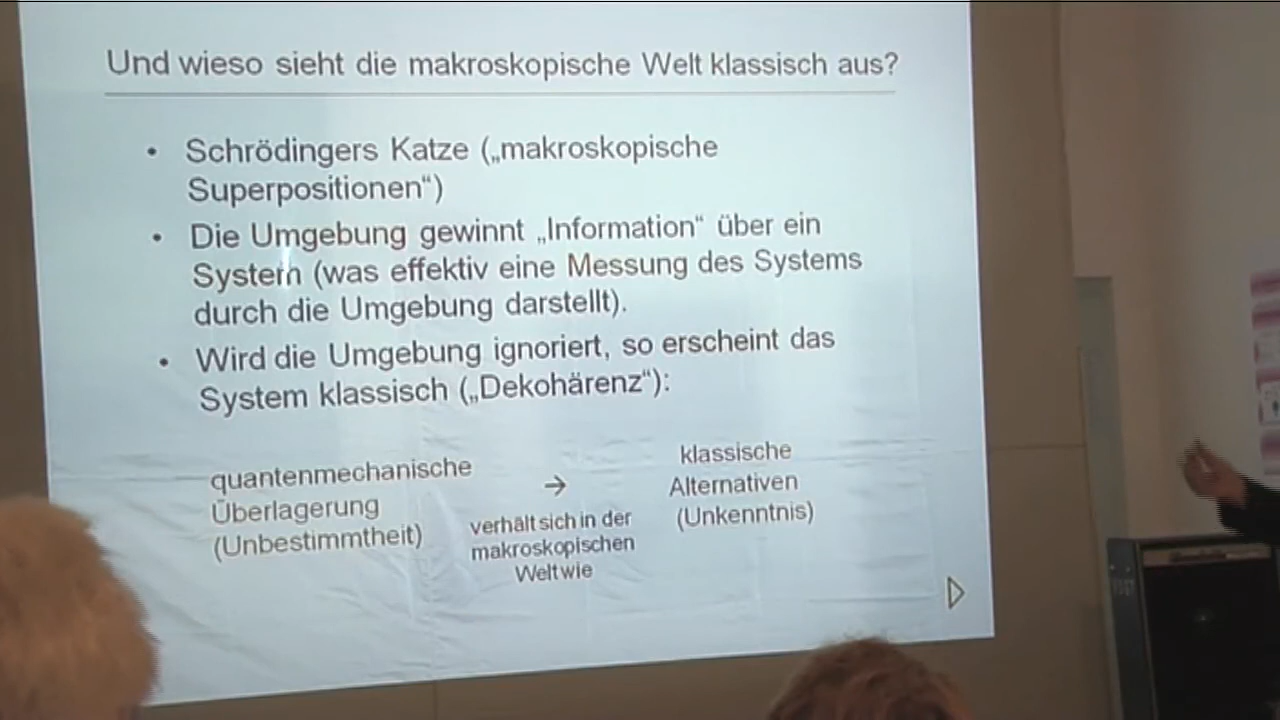 Und wieso sieht die makroskopische Welt klassisch aus?
• Schrödingers Katze („makroskopische
Superpositionen“)
• Die Umgebung gewinnt „Information“ über ein
System (was effektiv eine Messung des Systems
durch die Umgebung darstellt).
• Wird die Umgebung ignoriert, so erscheint das
System klassisch („Dekohärenz“):
quantenmechanische
Überlagerung
(Unbestimmtheit)
→
verhält sich in der
makroskopischen
Welt wie
klassische
Alternativen
(Unkenntnis)